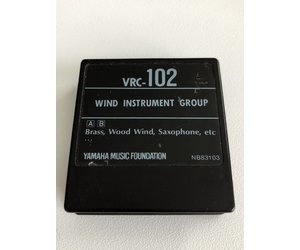 VRC-102
WIND INSTRUMENT GROUP
A B
Brass, Wood Wind, Saxophone, etc
...
YAMAHA MUSIC FOUNDATION NB83103